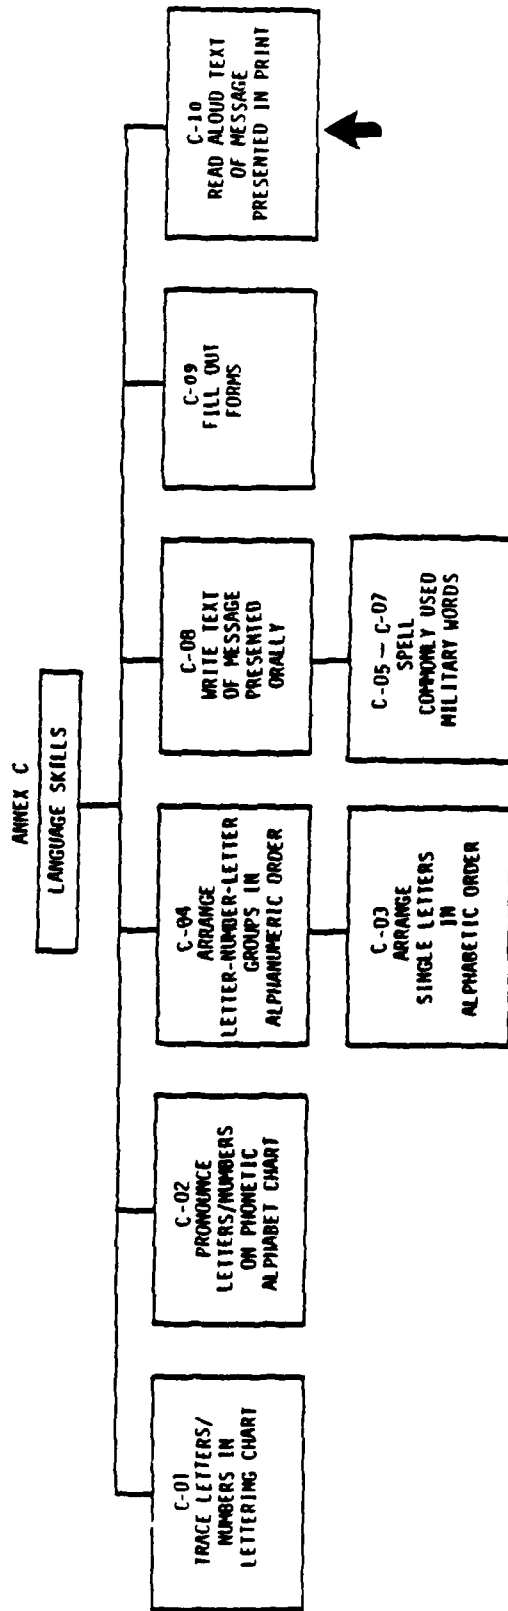 ANNEX C
LANGUAGE SKILLS
C-01
TRACE LETTERS/
NUMBERS IN
LETTERING CHART
C-02
PRONOUNCE
LETTERS/NUMBERS
ON PHONETIC
ALPHABET CHART
C-04
ARRANGE
LETTER-NUMBER-LETTER
GROUPS IN
ALPHANUMERIC ORDER
C-08
WRITE TEXT
OF MESSAGE
PRESENTED
ORALLY
C-09
FILL OUT
FORMS
C-10
READ ALOUD TEXT
OF MESSAGE
PRESENTED IN PRINT
C-03
ARRANGE
SINGLE LETTERS
IN
ALPHABETIC ORDER
C-05 — C-07
SPELL
COMMONLY USED
MILITARY WORDS